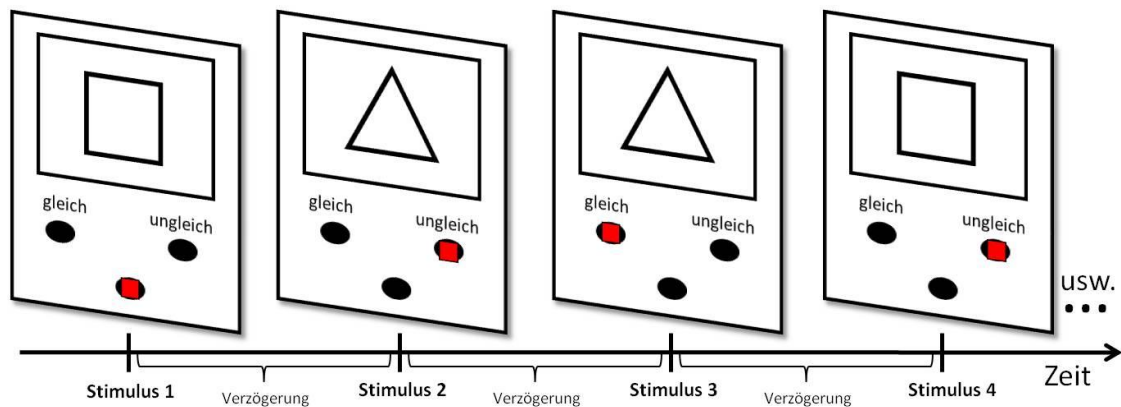 gleich
ungleich
gleich
ungleich
gleich
ungleich
gleich
ungleich
usw.
...
Stimulus 1
Verzögerung
Stimulus 2
Verzögerung
Stimulus 3
Verzögerung
Stimulus 4
Zeit